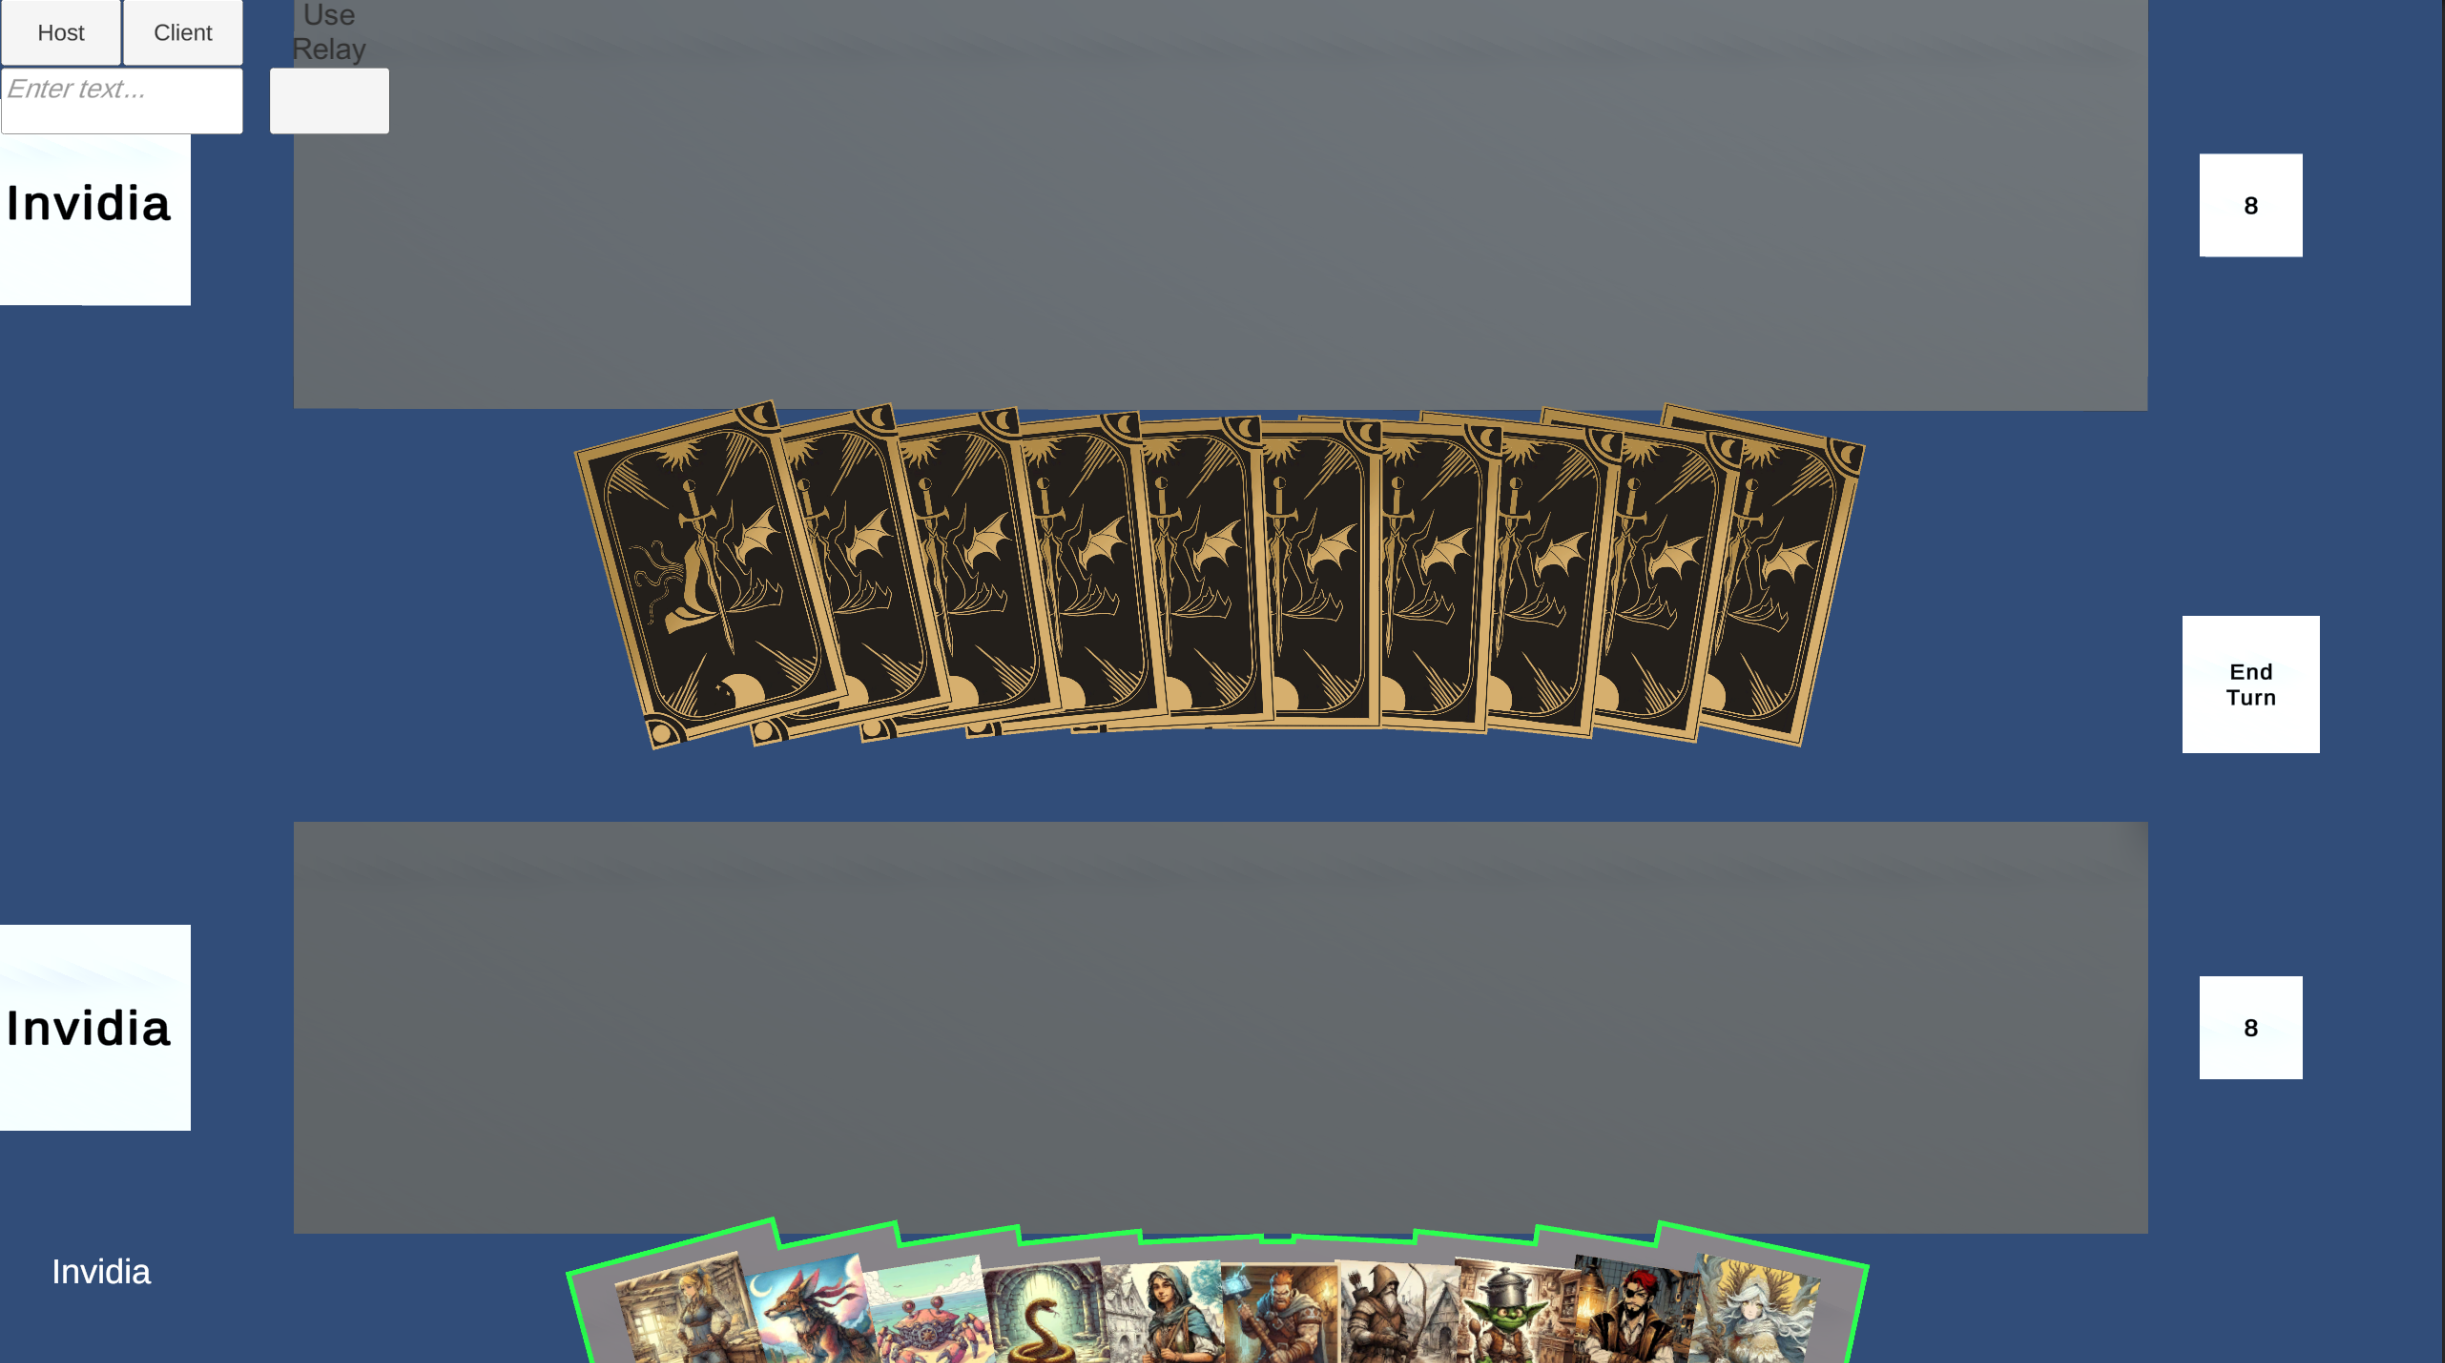 Host
Client
Use
Relay
Enter text...
Invidia
8
End
Turn
Invidia
8
Invidia